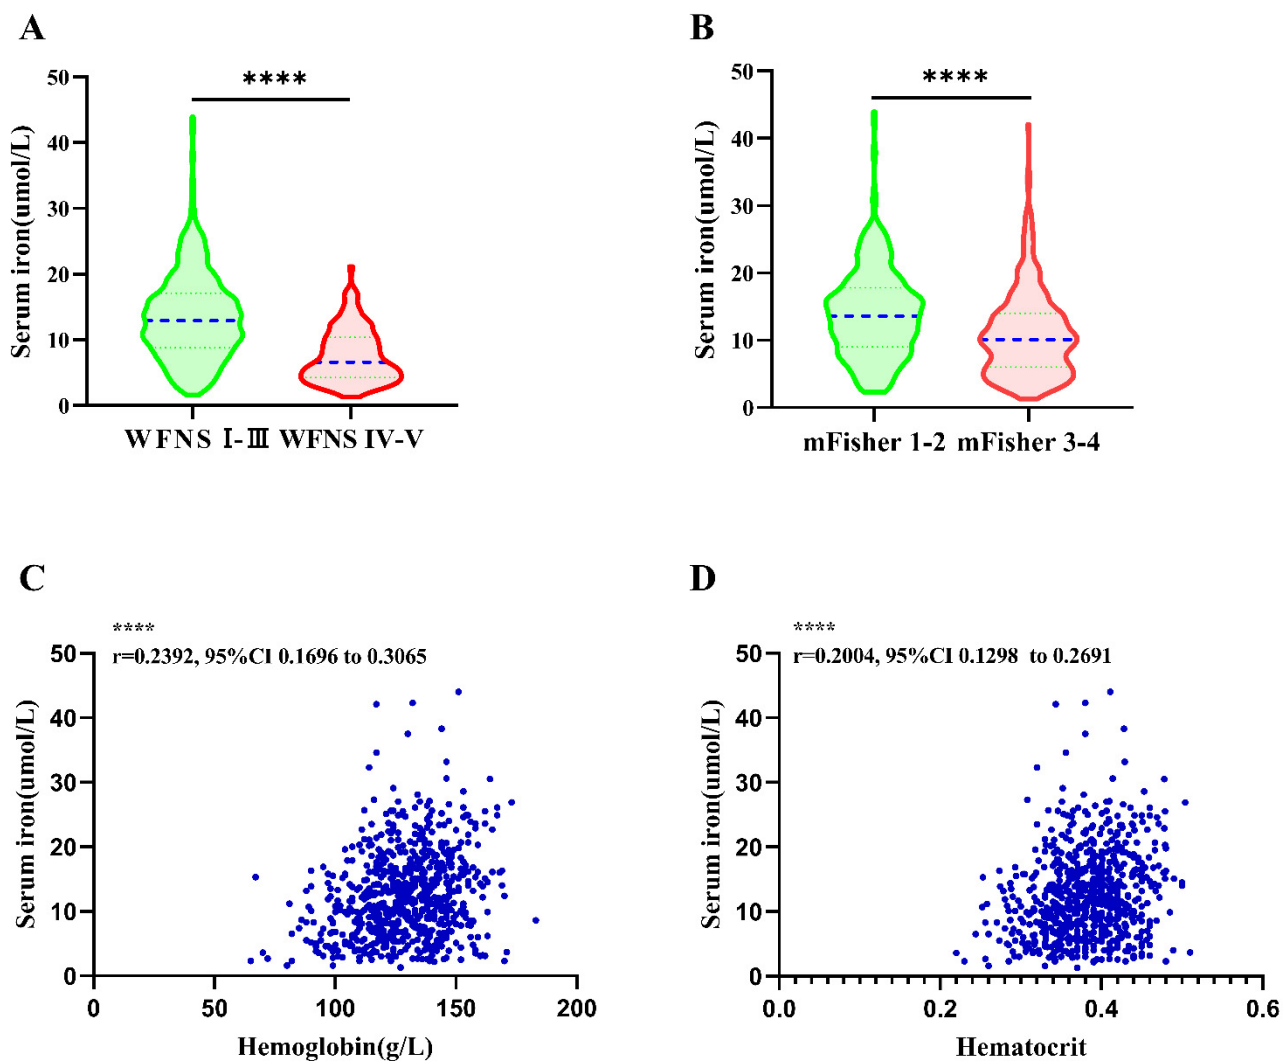 A
****
50
40
30
20
10
0
Serum iron(umol/L)
WFNS Ⅰ-Ⅲ WFNS IV-V
B
****
50
40
30
20
10
0
Serum iron(umol/L)
mFisher 1-2 mFisher 3-4
C
****
r=0.2392, 95%CI 0.1696 to 0.3065
50
40
30
20
10
0
Serum iron(umol/L)
0 50 100 150 200
Hemoglobin(g/L)
D
****
r=0.2004, 95%CI 0.1298 to 0.2691
50
40
30
20
10
0
Serum iron(umol/L)
0.0 0.2 0.4 0.6
Hematocrit